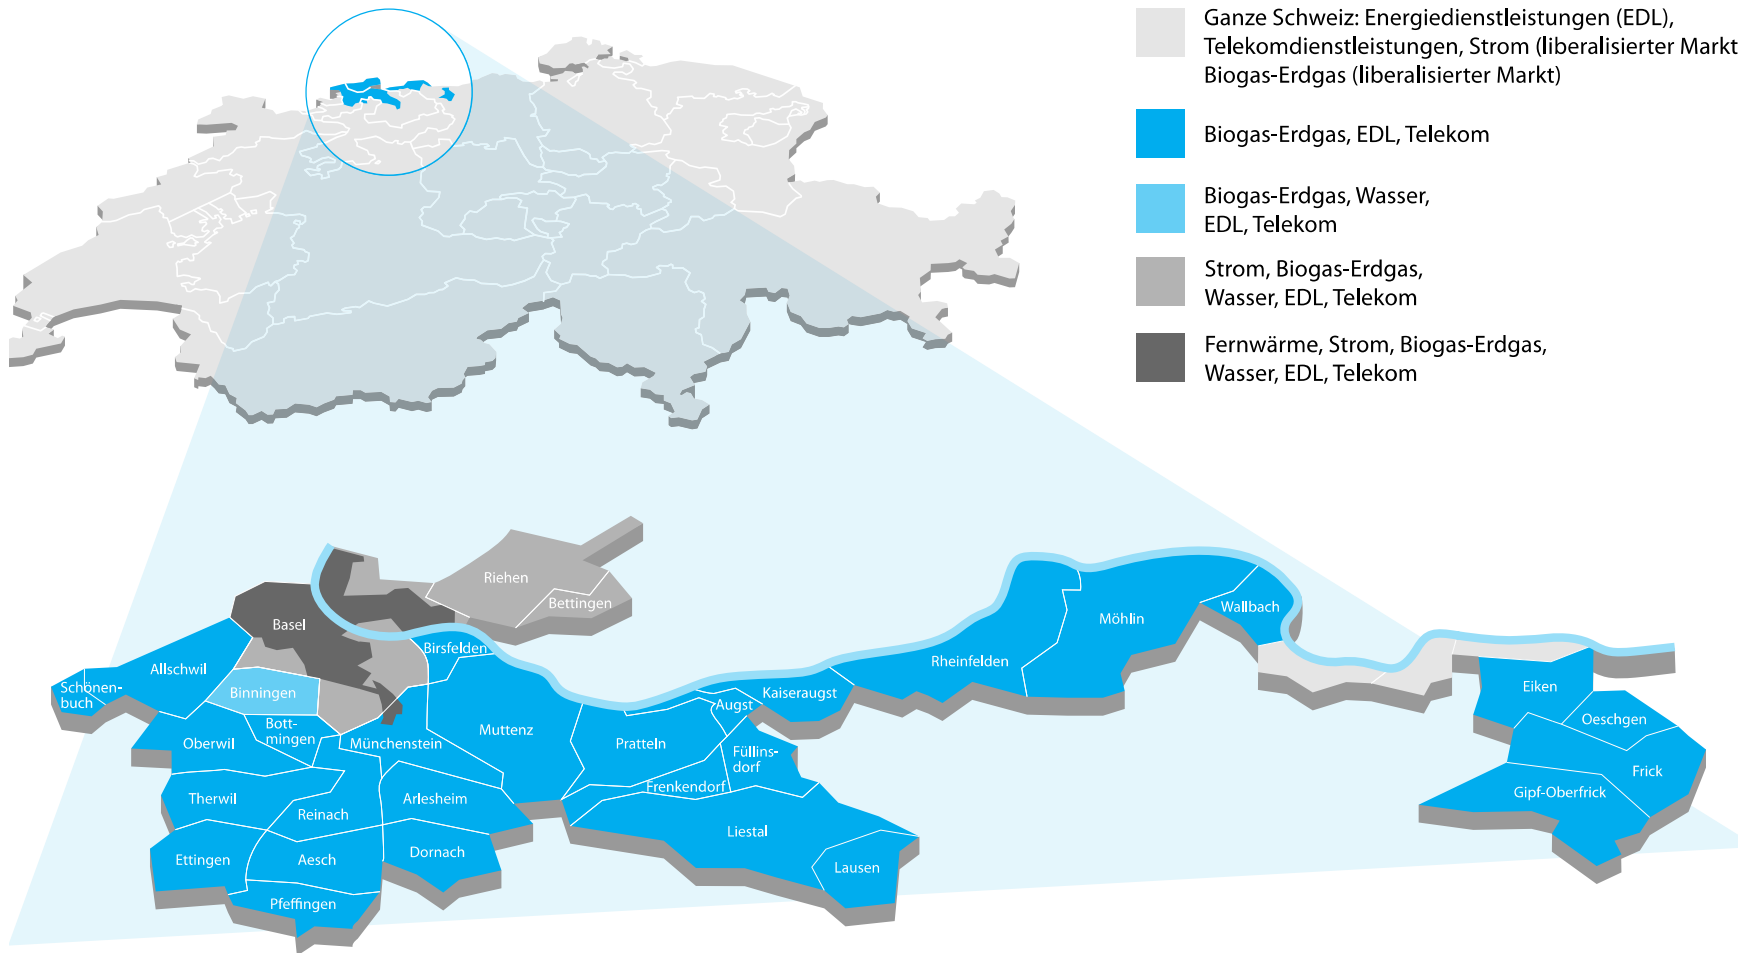 Ganze Schweiz: Energiedienstleistungen (EDL),
Telekomdienstleistungen, Strom (liberalisierter Markt
Biogas-Erdgas (liberalisierter Markt)
Biogas-Erdgas, EDL, Telekom
Biogas-Erdgas, Wasser,
EDL, Telekom
Strom, Biogas-Erdgas,
Wasser, EDL, Telekom
Fernwärme, Strom, Biogas-Erdgas,
Wasser, EDL, Telekom
Riehen
Bettingen
Basel
Birsfelden
Allschwil
Schönen-
buch
Binningen
Bott-
mingen
Oberwil
Münchenstein
Muttenz
Pratteln
Augst
Kaiseraugst
Rheinfelden
Möhlin
Wallbach
Füllins-
dorf
Frenkendorf
Therwil
Reinach
Arlesheim
Liestal
Lausen
Ettingen
Aesch
Dornach
Pfeffingen
Eiken
Oeschgen
Frick
Gipf-Oberfrick